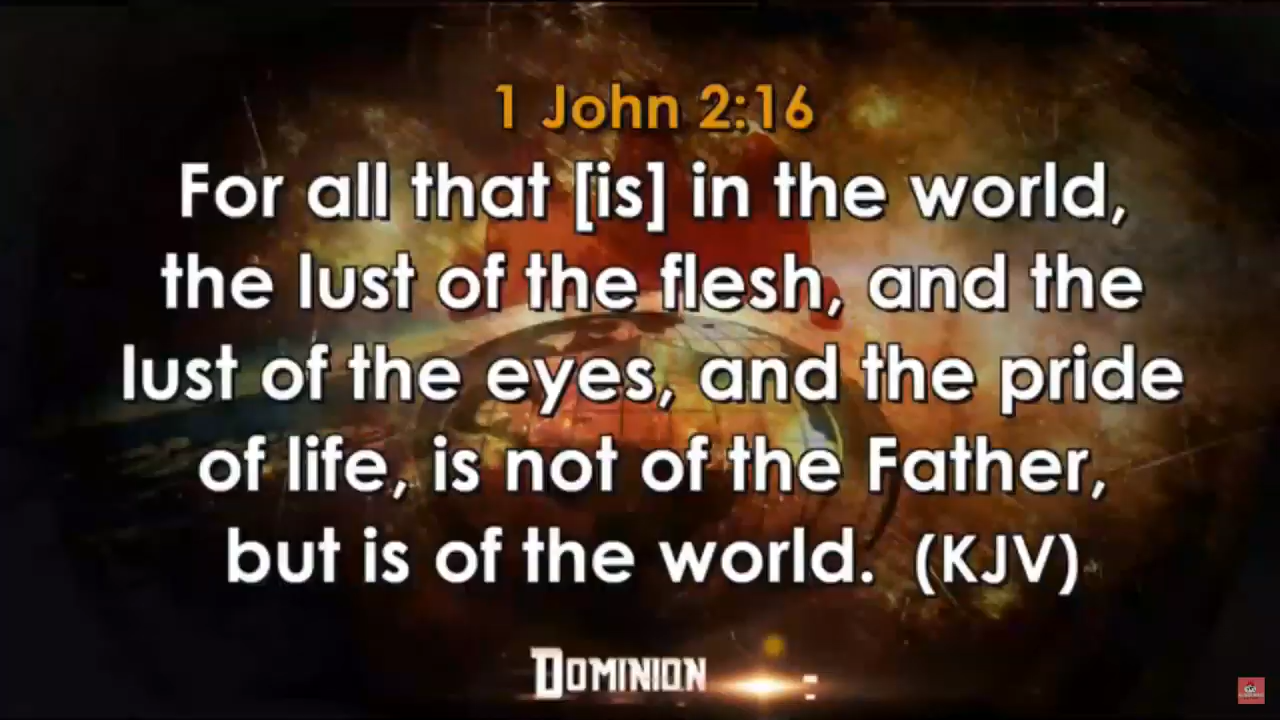 1 John 2:16
For all that [is] in the world,
the lust of the flesh, and the
lust of the eyes, and the pride
of life, is not of the Father,
but is of the world. (KJV)
DOMINION